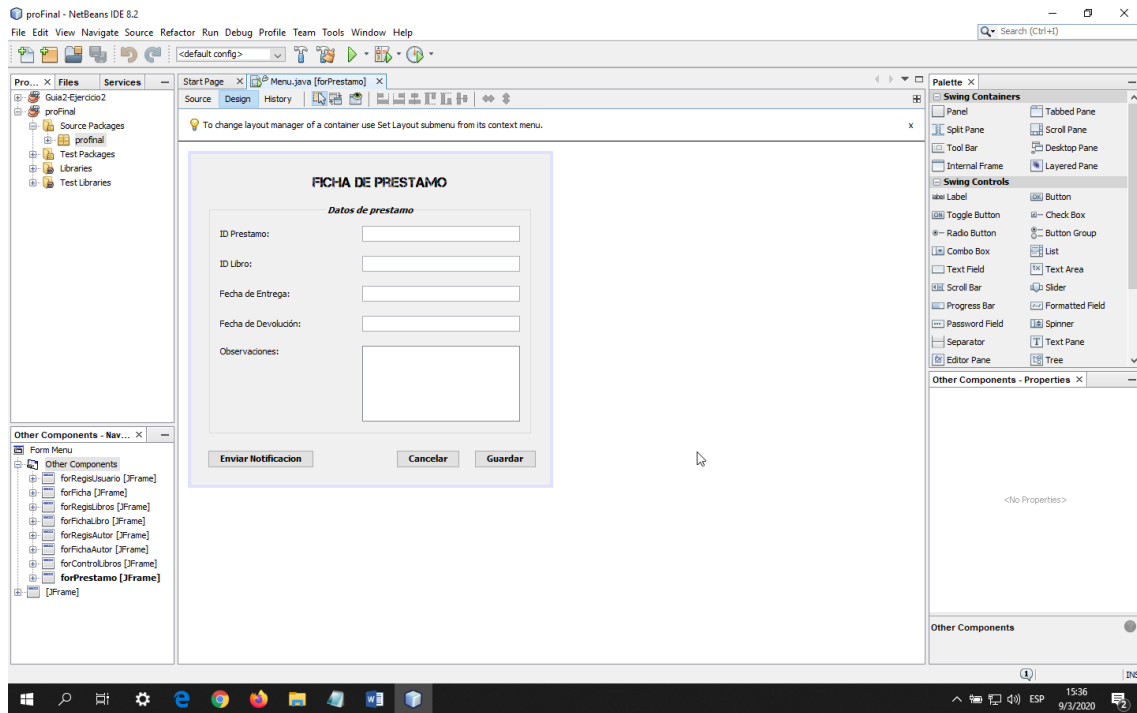 proFinal - NetBeans IDE 8.2
File Edit View Navigate Source Refactor Run Debug Profile Team Tools Window Help
Search (Ctrl+I)
<default config>
Pro... Files Services
Guia2-Ejercicio2
proFinal
Source Packages
profinal
Test Packages
Libraries
Test Libraries
Start Page Menu.java [forPrestamo]
Source Design History
To change layout manager of a container use Set Layout submenu from its context menu. x
FICHA DE PRESTAMO
Datos de prestamo
ID Prestamo:
ID Libro:
Fecha de Entrega:
Fecha de Devolución:
Observaciones:
Enviar Notificacion Cancelar Guardar
Other Components - Nav...
Form Menu
Other Components
forRegisUsuario [JFrame]
forFicha [JFrame]
forRegisLibros [JFrame]
forFichaLibro [JFrame]
forRegisAutor [JFrame]
forFichaAutor [JFrame]
forControlLibros [JFrame]
forPrestamo [JFrame]
[JFrame]
Palette
Swing Containers
Panel Tabbed Pane
Split Pane Scroll Pane
Tool Bar Desktop Pane
Internal Frame Layered Pane
Swing Controls
label Label OK Button
ON Toggle Button Check Box
Radio Button Button Group
Combo Box List
Text Field Text Area
Scroll Bar Slider
Progress Bar Formatted Field
Password Field Spinner
Separator T Text Pane
Editor Pane Tree
Other Components - Properties
<No Properties>
Other Components
1 INS
ESP
15:36
9/3/2020
2